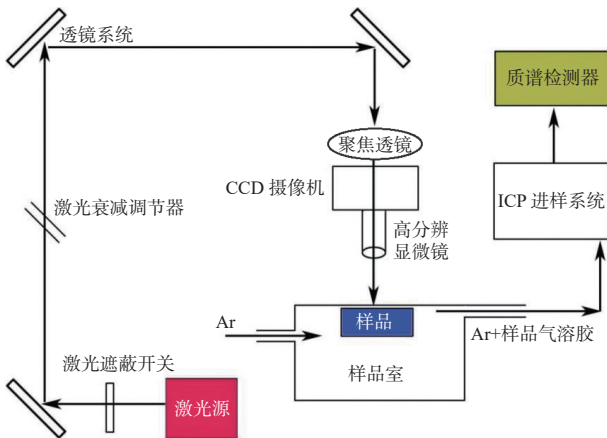 透镜系统
质谱检测器
聚焦透镜
CCD 摄像机
ICP 进样系统
激光衰减调节器
高分辨
显微镜
Ar
样品
Ar+样品气溶胶
激光遮蔽开关
样品室
激光源